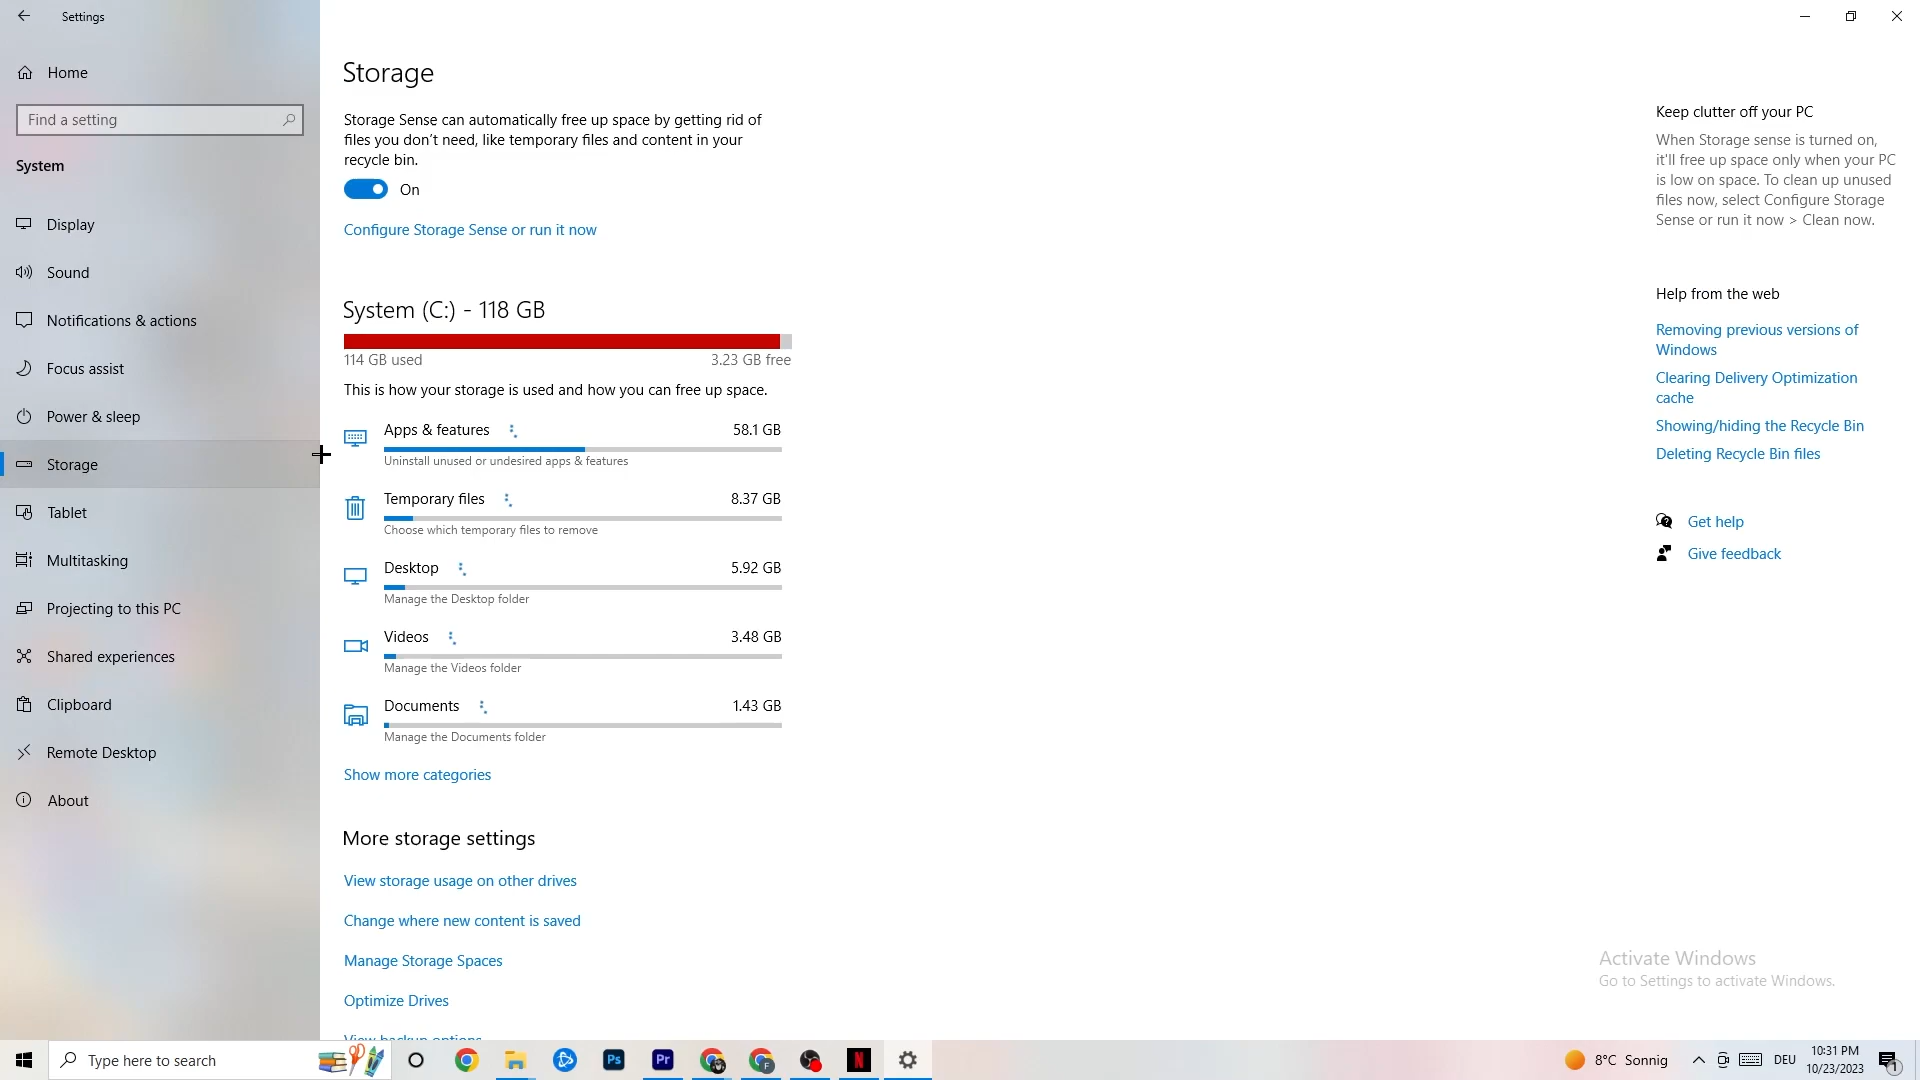 Settings
Home
Find a setting
System
Display
Sound
Notifications & actions
Focus assist
Power & sleep
Storage
Tablet
Multitasking
Projecting to this PC
Shared experiences
Clipboard
Remote Desktop
About
Storage
Storage Sense can automatically free up space by getting rid of
files you don't need, like temporary files and content in your
recycle bin.
On
Configure Storage Sense or run it now
System (C:) - 118 GB
114 GB used 3.23 GB free
This is how your storage is used and how you can free up space.
Apps & features 58.1 GB
Uninstall unused or undesired apps & features
Temporary files 8.37 GB
Choose which temporary files to remove
Desktop 5.92 GB
Manage the Desktop folder
Videos 3.48 GB
Manage the Videos folder
Documents 1.43 GB
Manage the Documents folder
Show more categories
More storage settings
View storage usage on other drives
Change where new content is saved
Manage Storage Spaces
Optimize Drives
View backup options
Keep clutter off your PC
When Storage sense is turned on,
it'll free up space only when your PC
is low on space. To clean up unused
files now, select Configure Storage
Sense or run it now > Clean now.
Help from the web
Removing previous versions of
Windows
Clearing Delivery Optimization
cache
Showing/hiding the Recycle Bin
Deleting Recycle Bin files
Get help
Give feedback
Activate Windows
Go to Settings to activate Windows.
Type here to search
Ps
Pr
F
N
8°C Sonnig
DEU
10:31 PM
10/23/2023
1